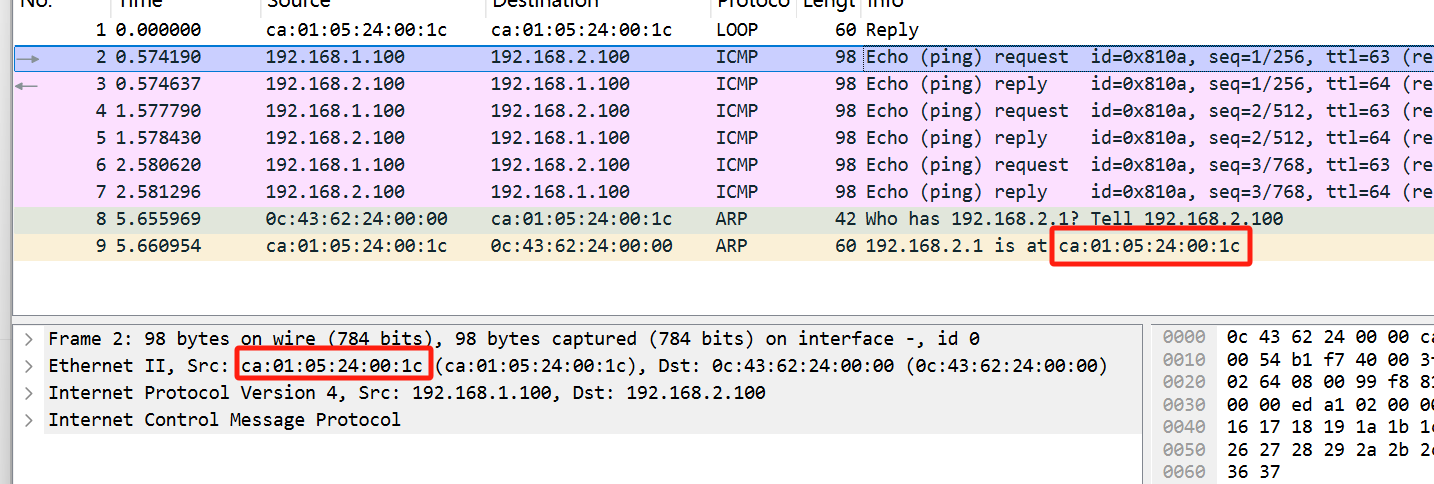 No. Time Source Destination Protoco Lengt Info
1 0.000000 ca:01:05:24:00:1c ca:01:05:24:00:1c LOOP 60 Reply
2 0.574190 192.168.1.100 192.168.2.100 ICMP 98 Echo (ping) request id=0x810a, seq=1/256, ttl=63 (re
3 0.574637 192.168.2.100 192.168.1.100 ICMP 98 Echo (ping) reply id=0x810a, seq=1/256, ttl=64 (re
4 1.577790 192.168.1.100 192.168.2.100 ICMP 98 Echo (ping) request id=0x810a, seq=2/512, ttl=63 (re
5 1.578430 192.168.2.100 192.168.1.100 ICMP 98 Echo (ping) reply id=0x810a, seq=2/512, ttl=64 (re
6 2.580620 192.168.1.100 192.168.2.100 ICMP 98 Echo (ping) request id=0x810a, seq=3/768, ttl=63 (re
7 2.581296 192.168.2.100 192.168.1.100 ICMP 98 Echo (ping) reply id=0x810a, seq=3/768, ttl=64 (re
8 5.655969 0c:43:62:24:00:00 ca:01:05:24:00:1c ARP 42 Who has 192.168.2.1? Tell 192.168.2.100
9 5.660954 ca:01:05:24:00:1c 0c:43:62:24:00:00 ARP 60 192.168.2.1 is at ca:01:05:24:00:1c
Frame 2: 98 bytes on wire (784 bits), 98 bytes captured (784 bits) on interface -, id 0
Ethernet II, Src: ca:01:05:24:00:1c (ca:01:05:24:00:1c), Dst: 0c:43:62:24:00:00 (0c:43:62:24:00:00)
Internet Protocol Version 4, Src: 192.168.1.100, Dst: 192.168.2.100
Internet Control Message Protocol
0000 0c 43 62 24 00 00 ca
0010 00 54 b1 f7 40 00 3f
0020 02 64 08 00 99 f8 81
0030 00 00 ed a1 02 00 00
0040 16 17 18 19 1a 1b 1c
0050 26 27 28 29 2a 2b 2c
0060 36 37